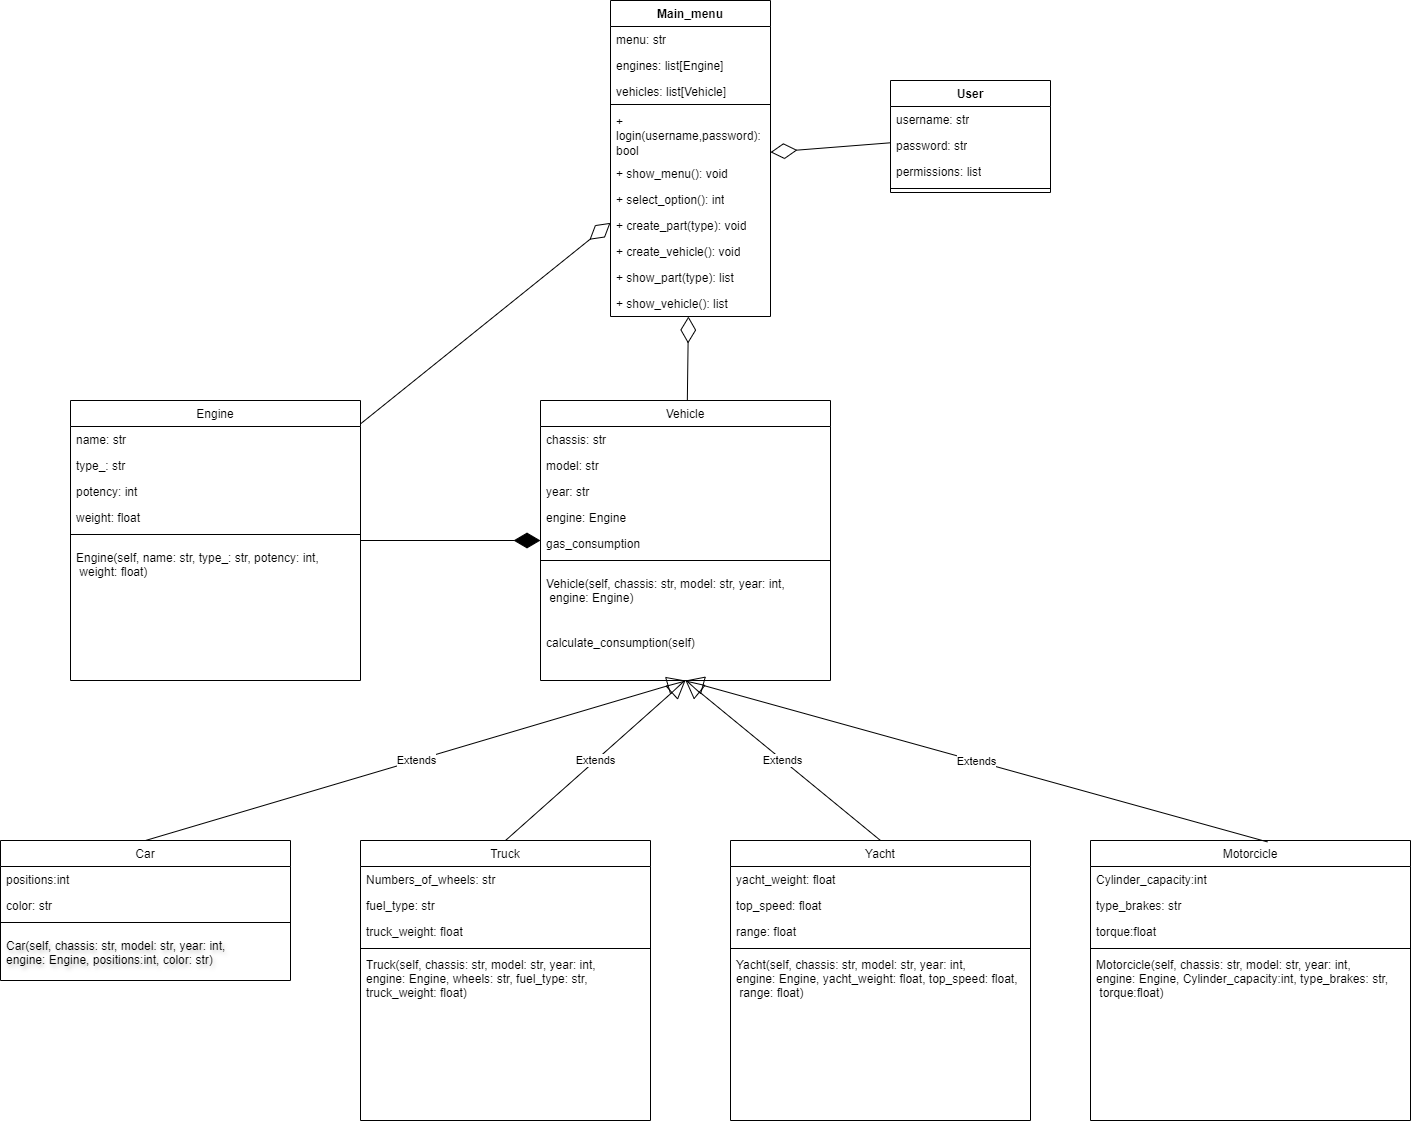 Main_menu
menu: str
engines: list[Engine]
vehicles: list[Vehicle]
+
login(username,password):
bool
+ show_menu(): void
+ select_option(): int
+ create_part(type): void
+ create_vehicle(): void
+ show_part(type): list
+ show_vehicle(): list
User
username: str
password: str
permissions: list
Engine
name: str
type_: str
potency: int
weight: float
Engine(self, name: str, type_: str, potency: int,
weight: float)
Vehicle
chassis: str
model: str
year: str
engine: Engine
gas_consumption
Vehicle(self, chassis: str, model: str, year: int,
engine: Engine)
calculate_consumption(self)
Extends
Extends
Extends
Extends
Car
positions:int
color: str
Car(self, chassis: str, model: str, year: int,
engine: Engine, positions:int, color: str)
Truck
Numbers_of_wheels: str
fuel_type: str
truck_weight: float
Truck(self, chassis: str, model: str, year: int,
engine: Engine, wheels: str, fuel_type: str,
truck_weight: float)
Yacht
yacht_weight: float
top_speed: float
range: float
Yacht(self, chassis: str, model: str, year: int,
engine: Engine, yacht_weight: float, top_speed: float,
range: float)
Motorcicle
Cylinder_capacity:int
type_brakes: str
torque:float
Motorcicle(self, chassis: str, model: str, year: int,
engine: Engine, Cylinder_capacity:int, type_brakes: str,
torque:float)